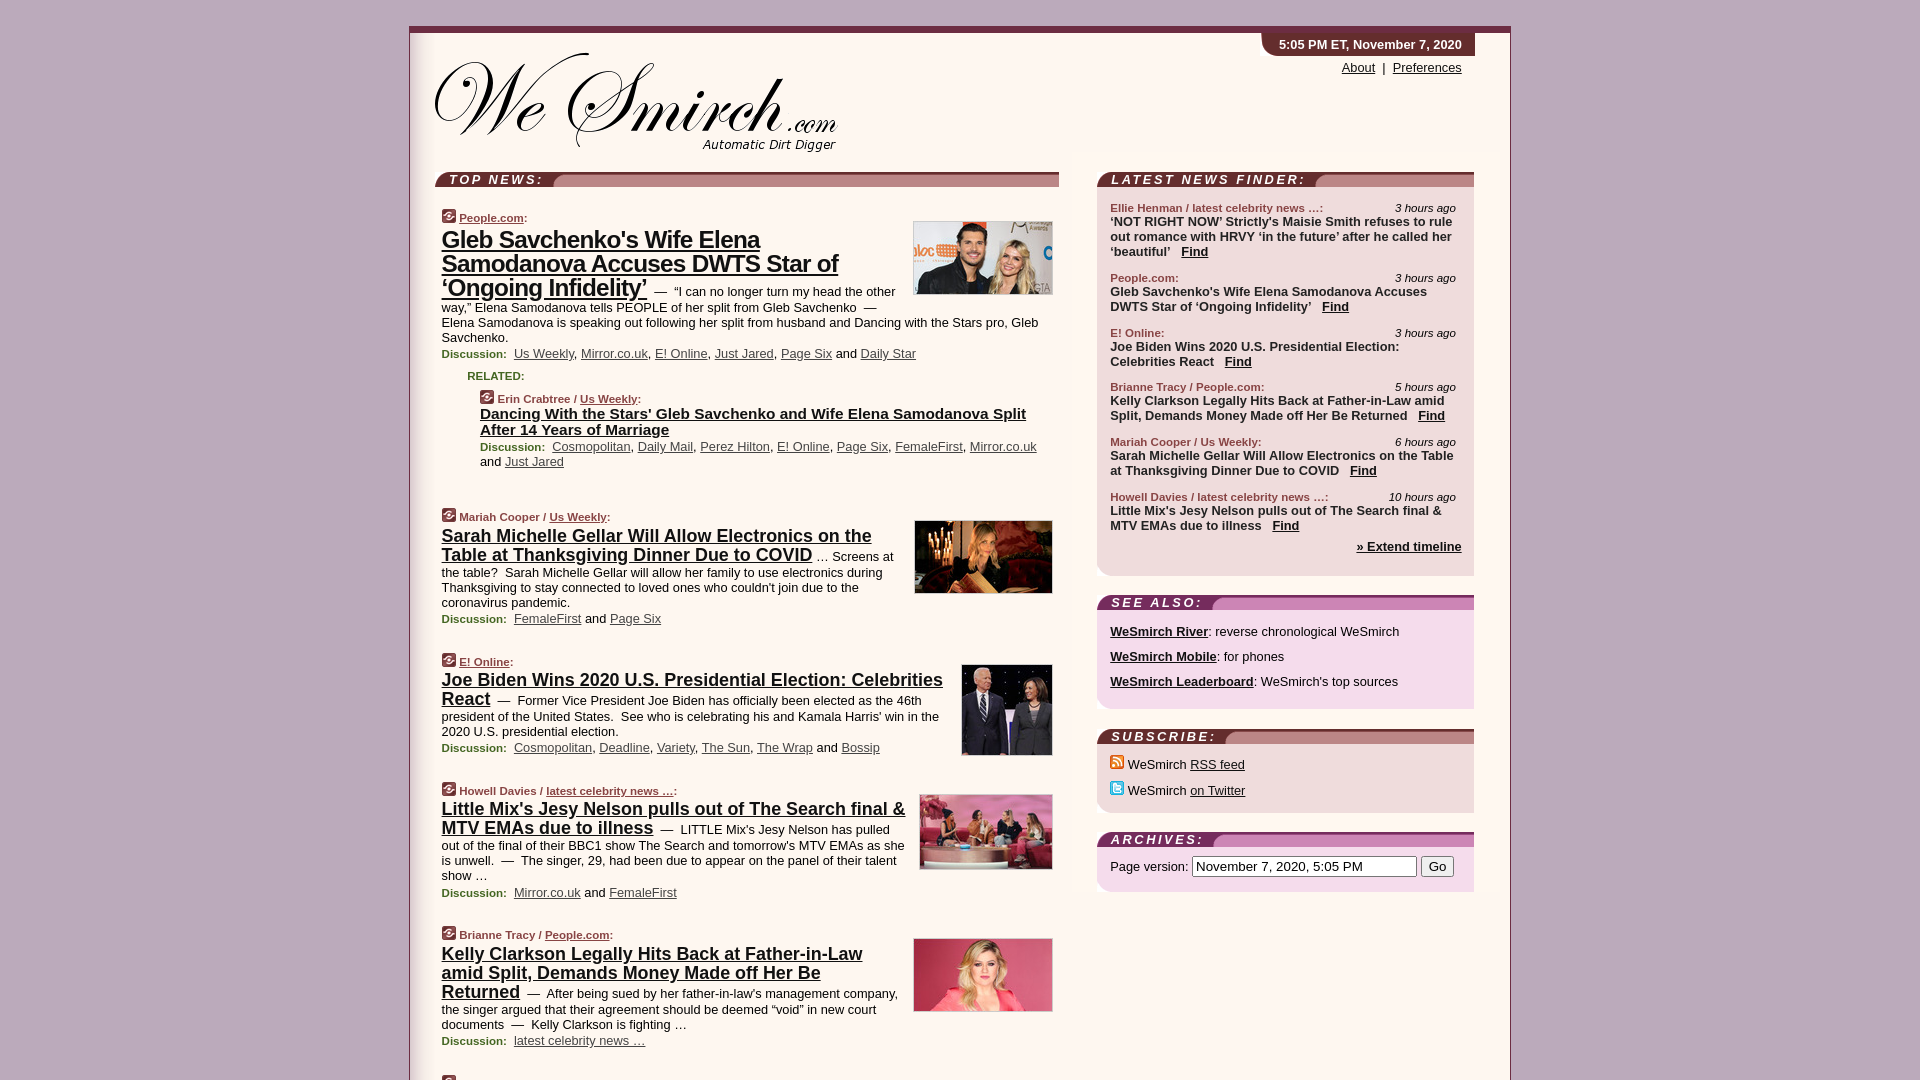 5:05 PM ET, November 7, 2020
About | Preferences
We Smirch.com
Automatic Dirt Digger
TOP NEWS:
People.com:
Gleb Savchenko's Wife Elena
Samodanova Accuses DWTS Star of
‘Ongoing Infidelity’ — “I can no longer turn my head the other
way,” Elena Samodanova tells PEOPLE of her split from Gleb Savchenko —
Elena Samodanova is speaking out following her split from husband and Dancing with the Stars pro, Gleb
Savchenko.
Discussion: Us Weekly, Mirror.co.uk, E! Online, Just Jared, Page Six and Daily Star
RELATED:
Erin Crabtree / Us Weekly:
Dancing With the Stars' Gleb Savchenko and Wife Elena Samodanova Split
After 14 Years of Marriage
Discussion: Cosmopolitan, Daily Mail, Perez Hilton, E! Online, Page Six, FemaleFirst, Mirror.co.uk
and Just Jared
Mariah Cooper / Us Weekly:
Sarah Michelle Gellar Will Allow Electronics on the
Table at Thanksgiving Dinner Due to COVID … Screens at
the table? Sarah Michelle Gellar will allow her family to use electronics during
Thanksgiving to stay connected to loved ones who couldn't join due to the
coronavirus pandemic.
Discussion: FemaleFirst and Page Six
E! Online:
Joe Biden Wins 2020 U.S. Presidential Election: Celebrities
React — Former Vice President Joe Biden has officially been elected as the 46th
president of the United States. See who is celebrating his and Kamala Harris' win in the
2020 U.S. presidential election.
Discussion: Cosmopolitan, Deadline, Variety, The Sun, The Wrap and Bossip
Howell Davies / latest celebrity news …:
Little Mix's Jesy Nelson pulls out of The Search final &
MTV EMAs due to illness — LITTLE Mix's Jesy Nelson has pulled
out of the final of their BBC1 show The Search and tomorrow's MTV EMAs as she
is unwell. — The singer, 29, had been due to appear on the panel of their talent
show …
Discussion: Mirror.co.uk and FemaleFirst
Brianne Tracy / People.com:
Kelly Clarkson Legally Hits Back at Father-in-Law
amid Split, Demands Money Made off Her Be
Returned — After being sued by her father-in-law's management company,
the singer argued that their agreement should be deemed “void” in new court
documents — Kelly Clarkson is fighting …
Discussion: latest celebrity news …
LATEST NEWS FINDER:
Ellie Henman / latest celebrity news …: 3 hours ago
‘NOT RIGHT NOW’ Strictly's Maisie Smith refuses to rule
out romance with HRVY ‘in the future’ after he called her
‘beautiful’ Find
People.com: 3 hours ago
Gleb Savchenko's Wife Elena Samodanova Accuses
DWTS Star of ‘Ongoing Infidelity’ Find
E! Online: 3 hours ago
Joe Biden Wins 2020 U.S. Presidential Election:
Celebrities React Find
Brianne Tracy / People.com: 5 hours ago
Kelly Clarkson Legally Hits Back at Father-in-Law amid
Split, Demands Money Made off Her Be Returned Find
Mariah Cooper / Us Weekly: 6 hours ago
Sarah Michelle Gellar Will Allow Electronics on the Table
at Thanksgiving Dinner Due to COVID Find
Howell Davies / latest celebrity news …: 10 hours ago
Little Mix's Jesy Nelson pulls out of The Search final &
MTV EMAs due to illness Find
» Extend timeline
SEE ALSO:
WeSmirch River: reverse chronological WeSmirch
WeSmirch Mobile: for phones
WeSmirch Leaderboard: WeSmirch's top sources
SUBSCRIBE:
WeSmirch RSS feed
WeSmirch on Twitter
ARCHIVES:
Page version: November 7, 2020, 5:05 PM Go